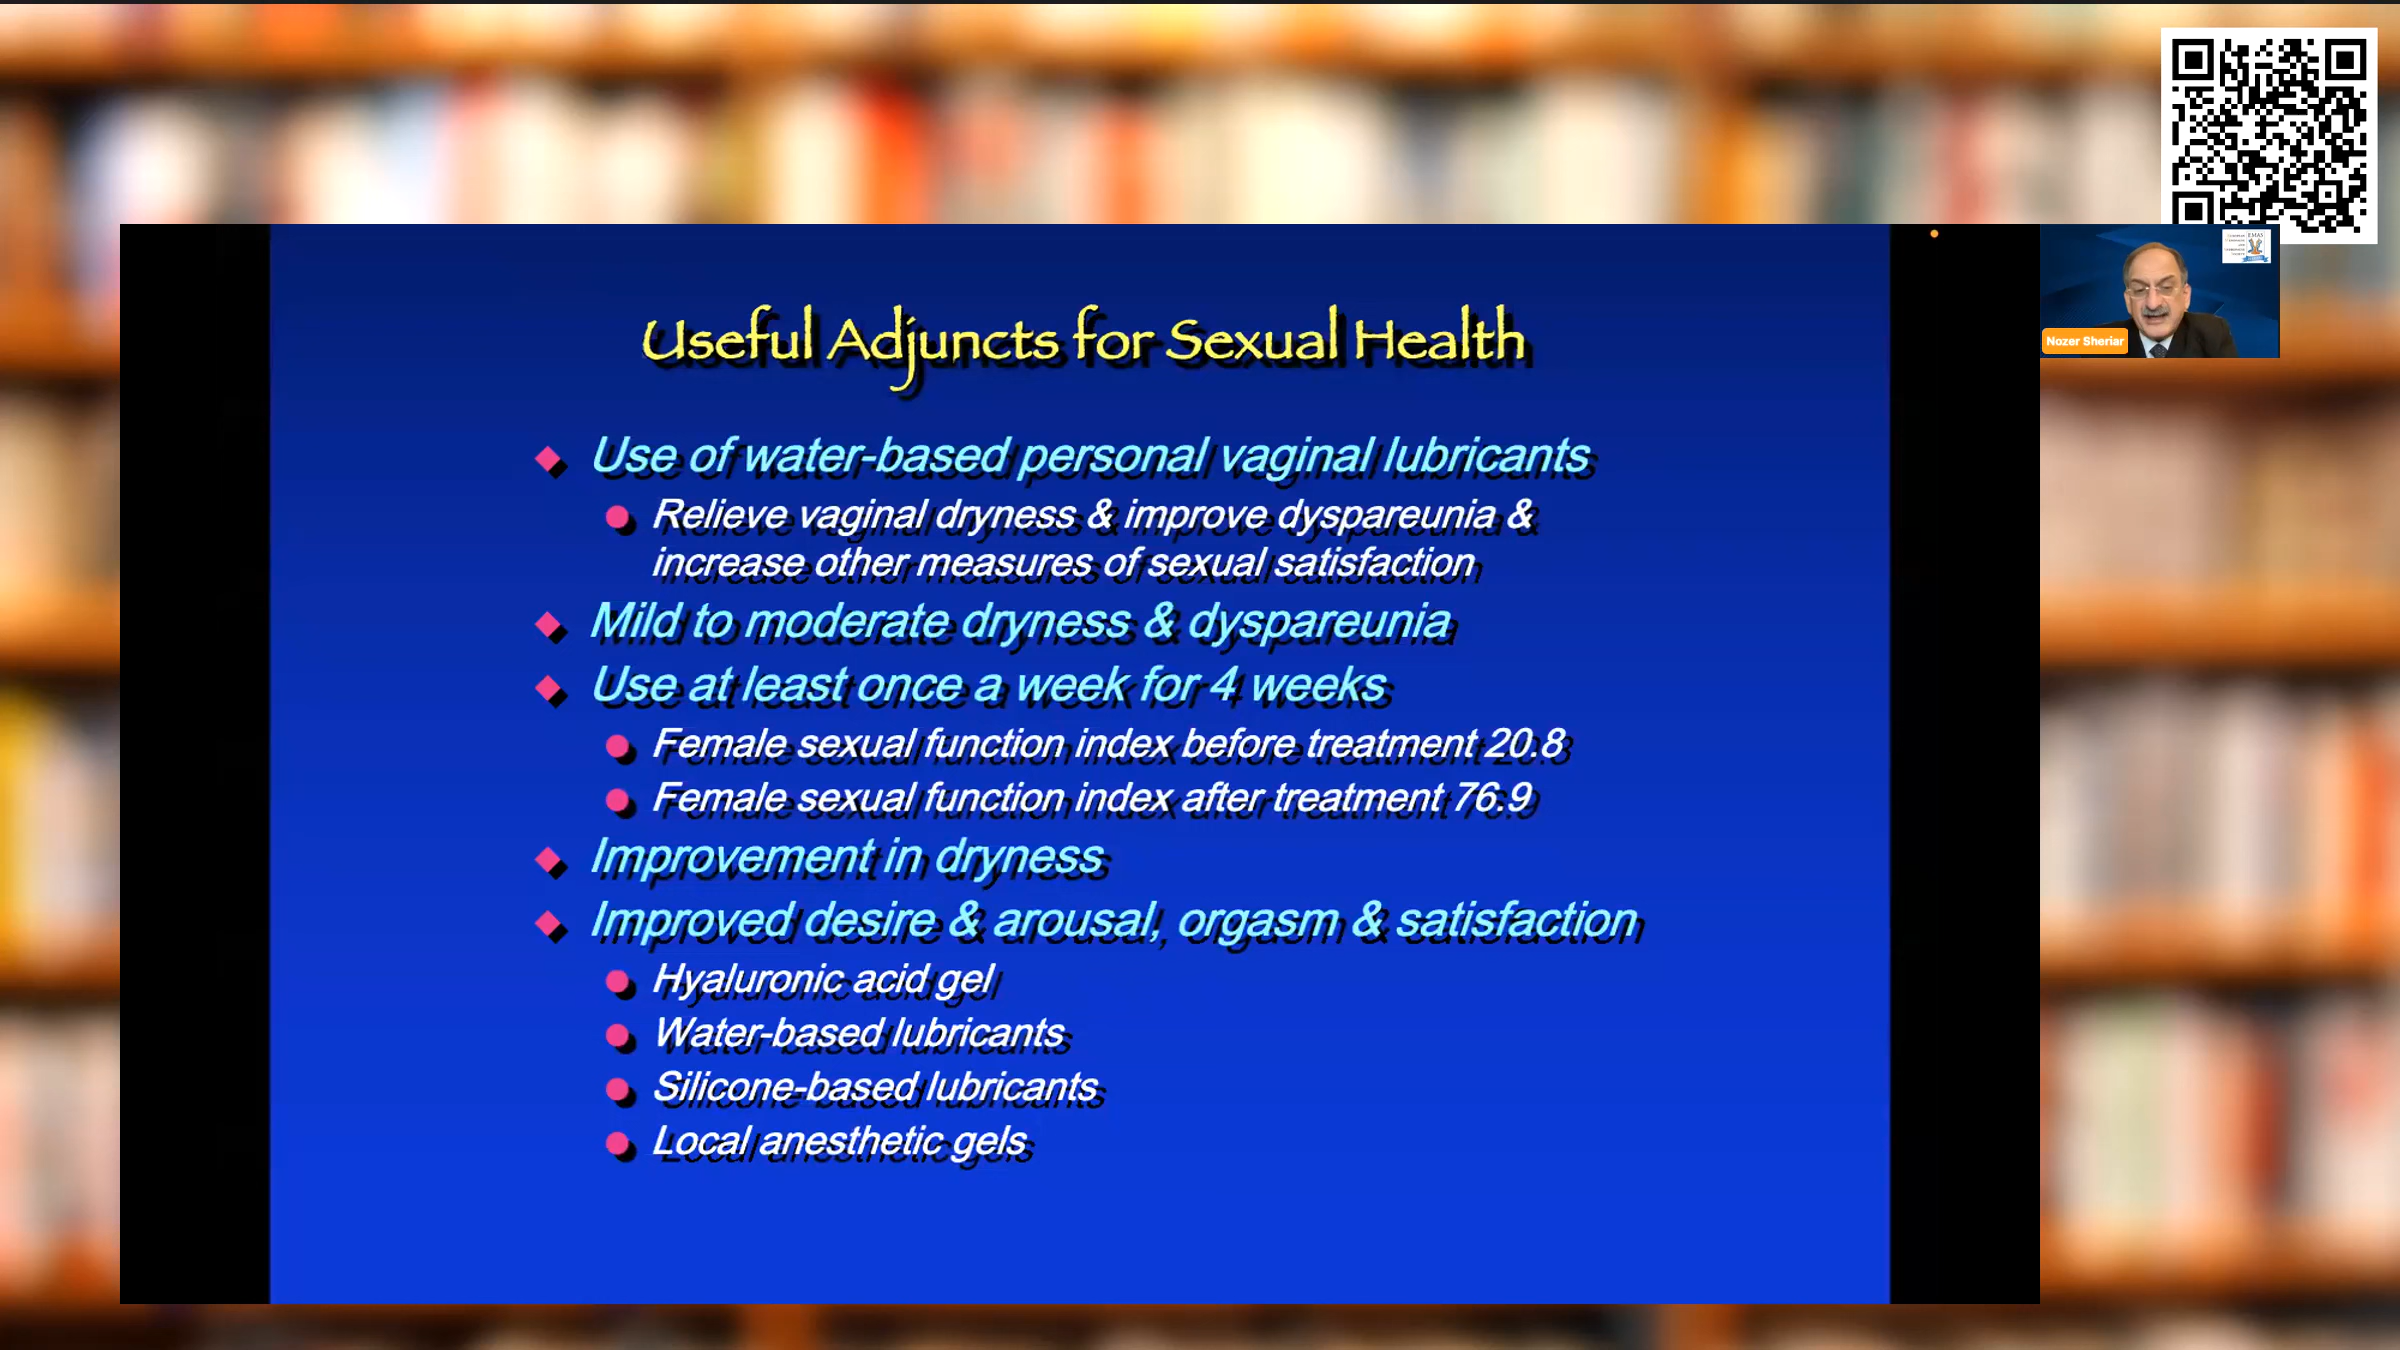 Useful Adjuncts for Sexual Health
Use of water-based personal vaginal lubricants
Relieve vaginal dryness & improve dyspareunia &
increase other measures of sexual satisfaction
Mild to moderate dryness & dyspareunia
Use at least once a week for 4 weeks
Female sexual function index before treatment 20.8
Female sexual function index after treatment 76.9
Improvement in dryness
Improved desire & arousal, orgasm & satisfaction
Hyaluronic acid gel
Water-based lubricants
Silicone-based lubricants
Local anesthetic gels
EMAS
Nozer Sheriar